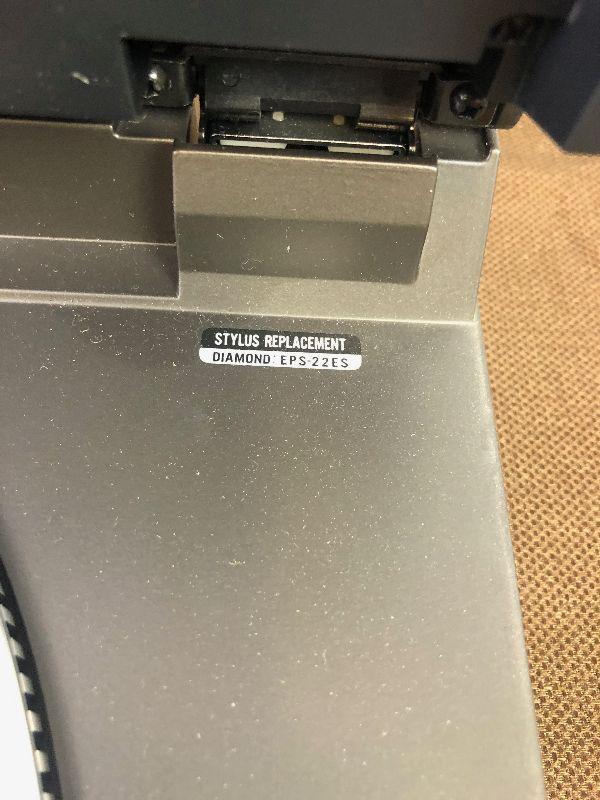 STYLUS REPLACEMENT
DIAMOND: EPS-22ES